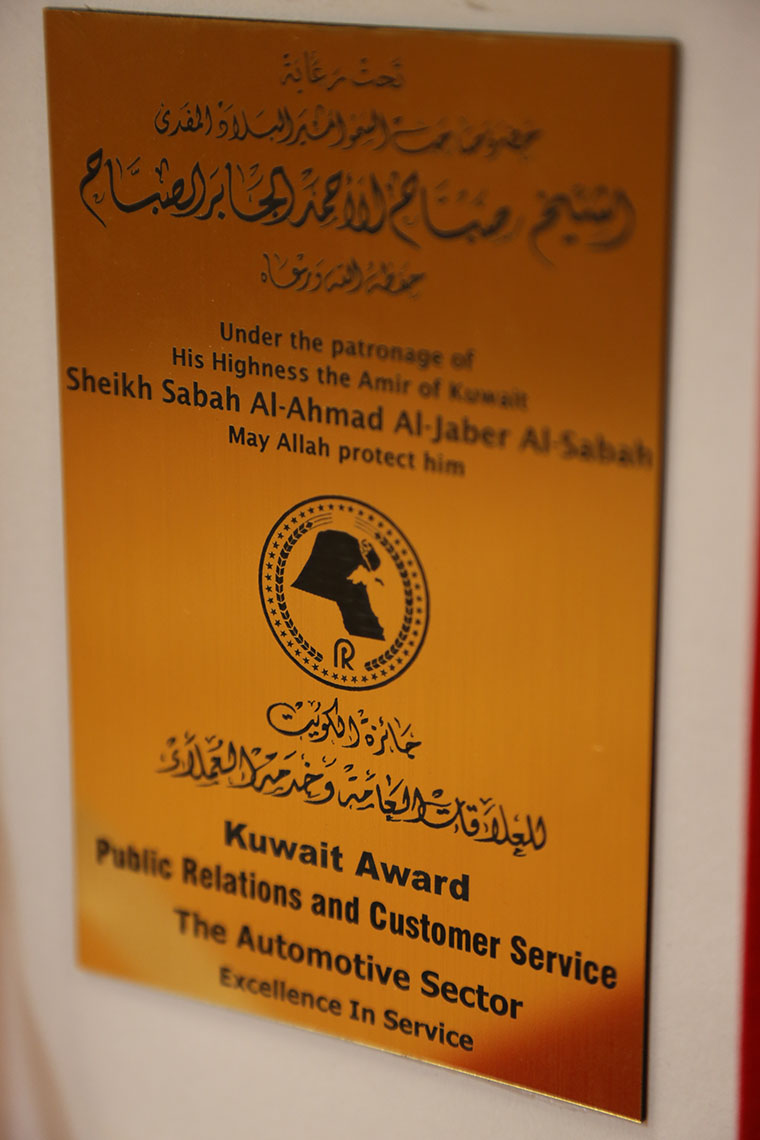 تحت رعاية
حضرة صاحب السمو أمير البلاد المفدى
الشيخ صباح الأحمد الجابر الصباح
حفظه الله ورعاه
Under the patronage of
His Highness the Amir of Kuwait
Sheikh Sabah Al-Ahmad Al-Jaber Al-Sabah
May Allah protect him
PR
جائزة الكويت
للعلاقات العامة وخدمة العملاء
Kuwait Award
Public Relations and Customer Service
The Automotive Sector
Excellence In Service